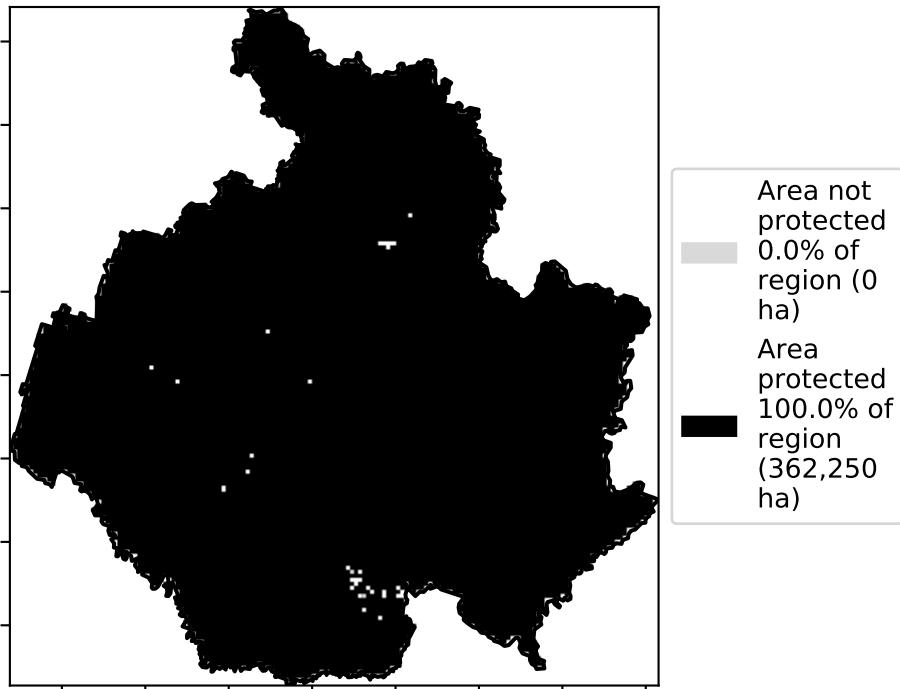 Area not
protected
0.0% of
region (0
ha)
Area
protected
100.0% of
region
(362,250
ha)